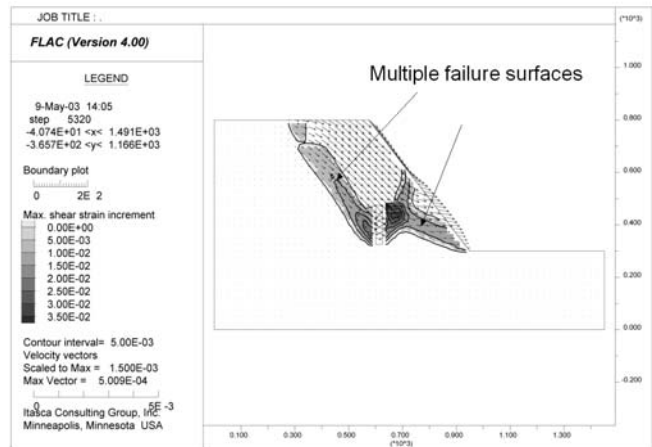 JOB TITLE : .
FLAC (Version 4.00)
LEGEND
9-May-03 14:05
step 5320
-4.074E+01 <x< 1.491E+03
-3.657E+02 <y< 1.166E+03
Boundary plot
0 2E 2
Max. shear strain increment
0.00E+00
5.00E-03
1.00E-02
1.50E-02
2.00E-02
2.50E-02
3.00E-02
3.50E-02
Contour interval= 5.00E-03
Velocity vectors
Scaled to Max = 1.500E-03
Max Vector = 5.009E-04
0 5E -3
Itasca Consulting Group, Inc.
Minneapolis, Minnesota USA
Multiple failure surfaces
(*10^3)
1.000
0.800
0.600
0.400
0.200
0.000
-0.200
0.100 0.300 0.500 0.700 0.900 1.100 1.300
(*10^3)